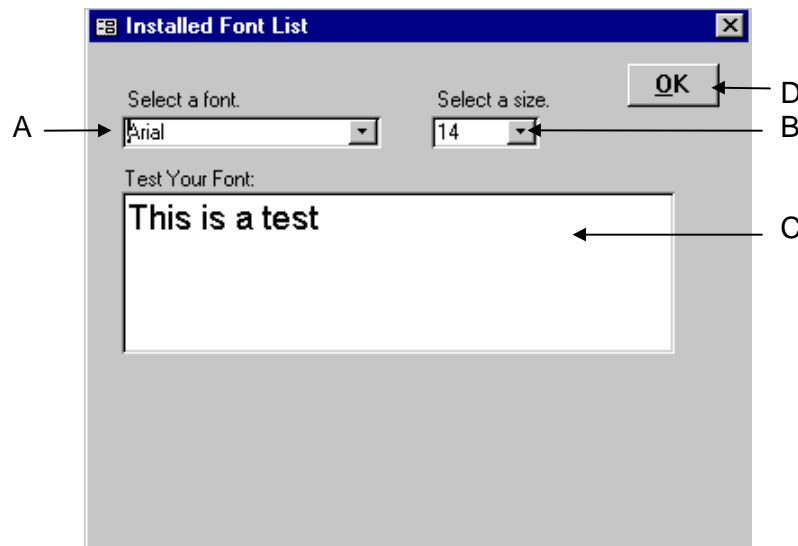 Installed Font List
OK
D
Select a font.
Select a size.
A
Arial
14
B
Test Your Font:
This is a test
C